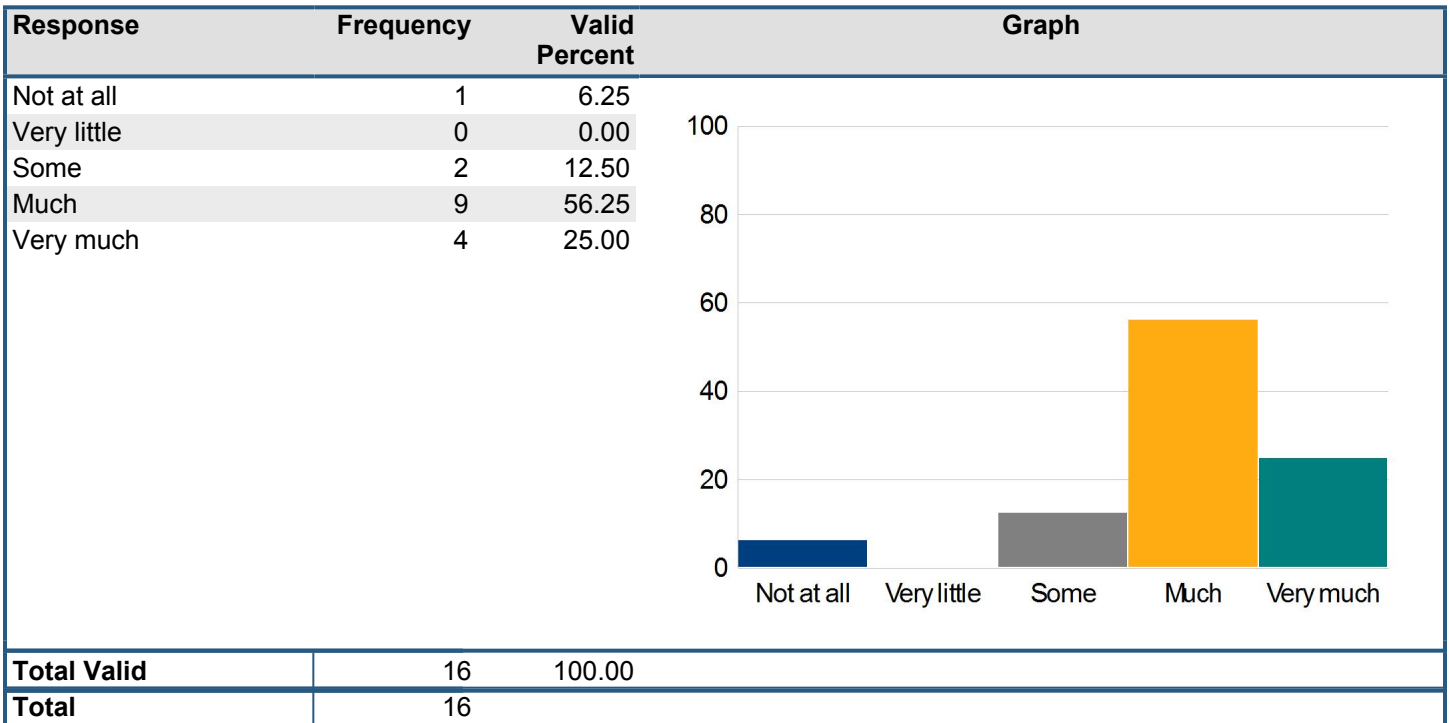 Response Frequency Valid Percent Graph
Not at all 1 6.25
Very little 0 0.00
Some 2 12.50
Much 9 56.25
Very much 4 25.00
100
80
60
40
20
0
Not at all Very little Some Much Very much
Total Valid 16 100.00
Total 16